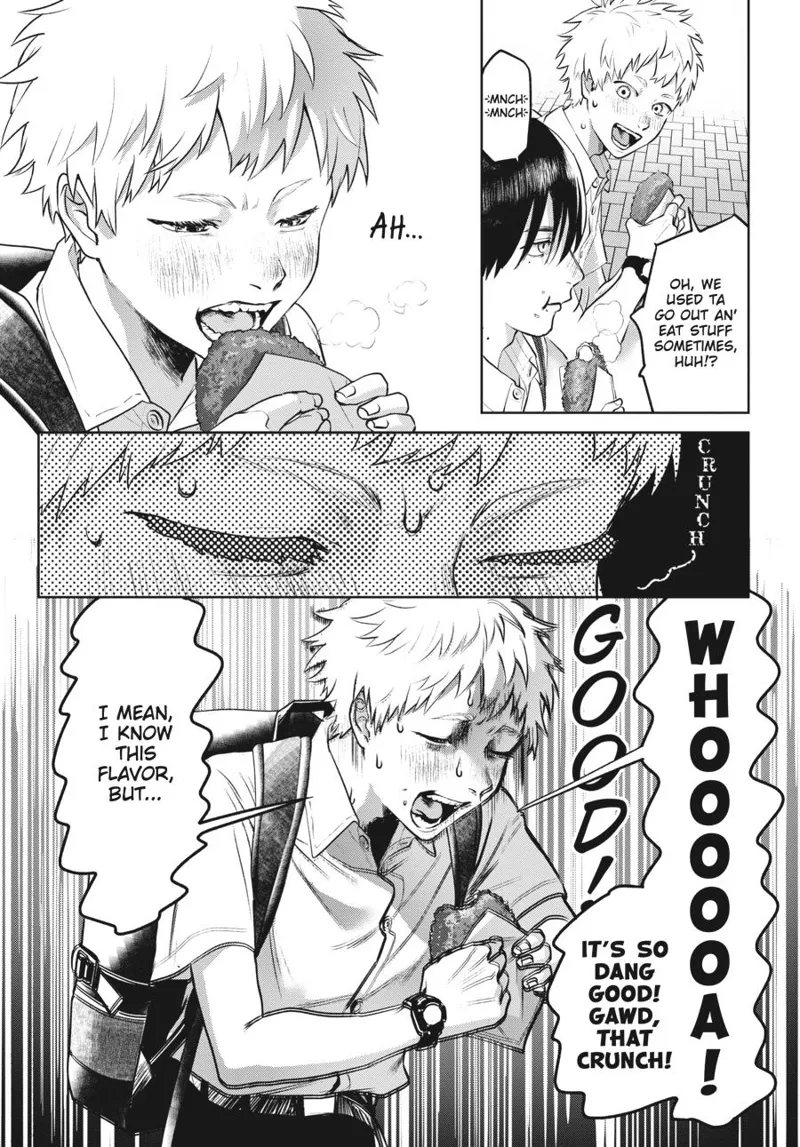 MNCH
MNCH
OH, WE
USED TA
GO OUT AN'
EAT STUFF
SOMETIMES,
HUH!?
AH...
CRUNCH
WHOOOOOA!
IT'S SO
DANG
GOOD!
GAWD,
THAT
CRUNCH!
GOOD!
I MEAN,
I KNOW
THIS
FLAVOR,
BUT...